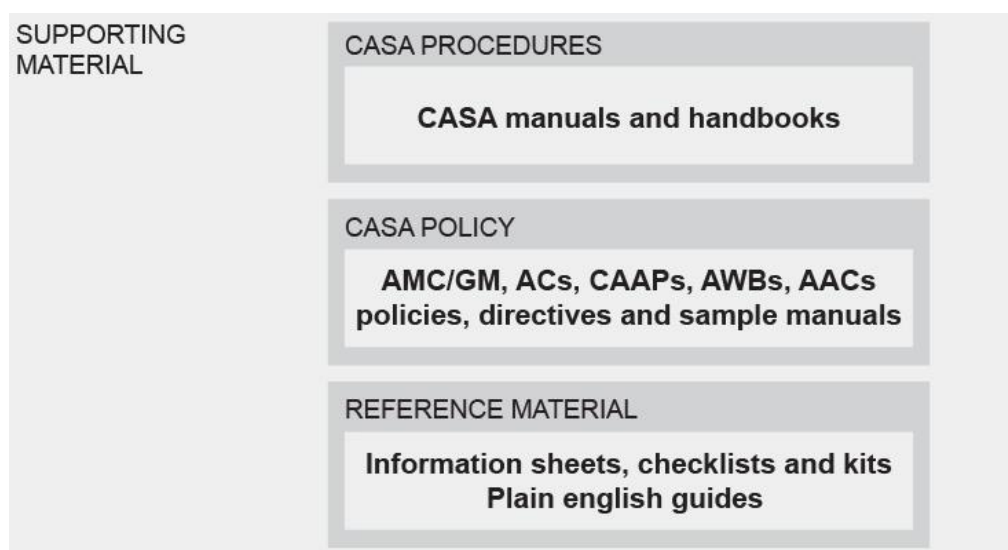 SUPPORTING
MATERIAL
CASA PROCEDURES
CASA manuals and handbooks
CASA POLICY
AMC/GM, ACs, CAAPs, AWBs, AACs
policies, directives and sample manuals
REFERENCE MATERIAL
Information sheets, checklists and kits
Plain english guides